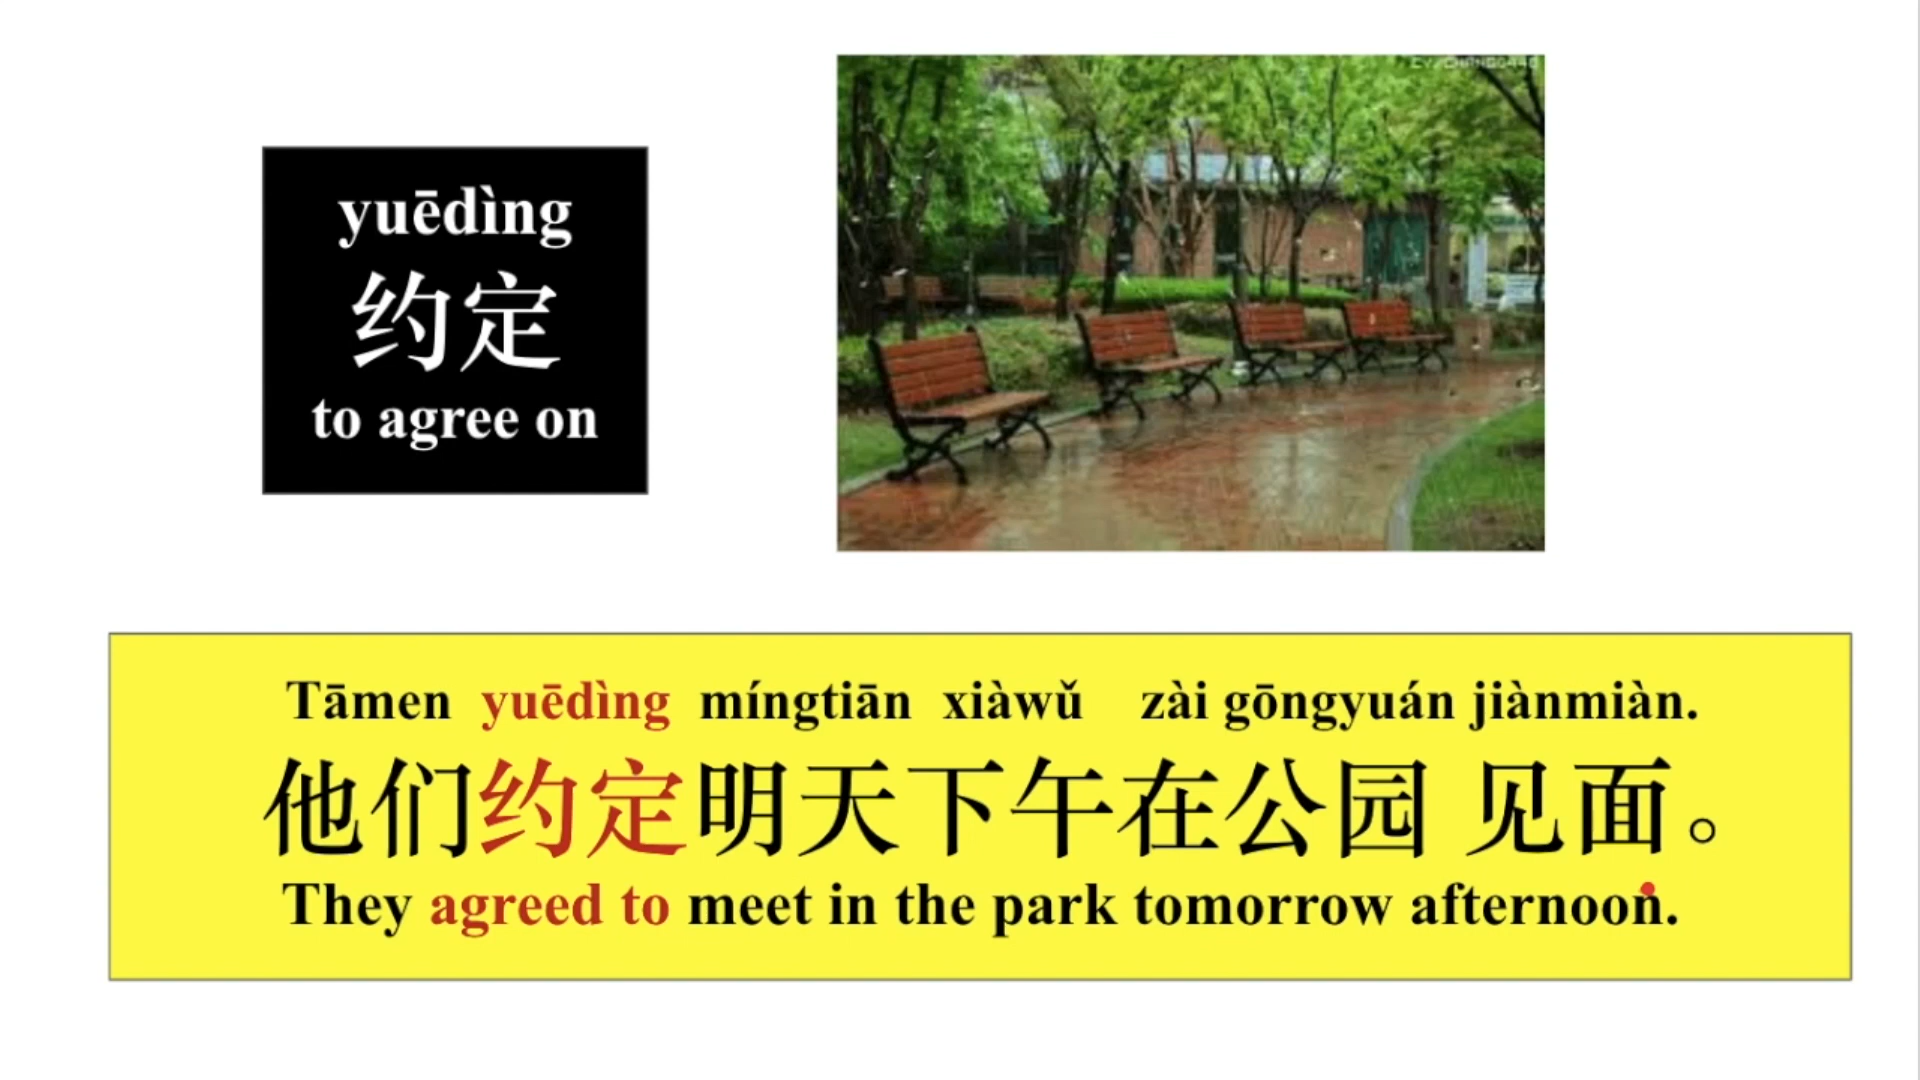 yuēdìng
约定
to agree on
Tāmen yuēdìng míngtiān xiàwǔ zài gōngyuán jiànmiàn.
他们约定明天下午在公园 见面。
They agreed to meet in the park tomorrow afternoon.